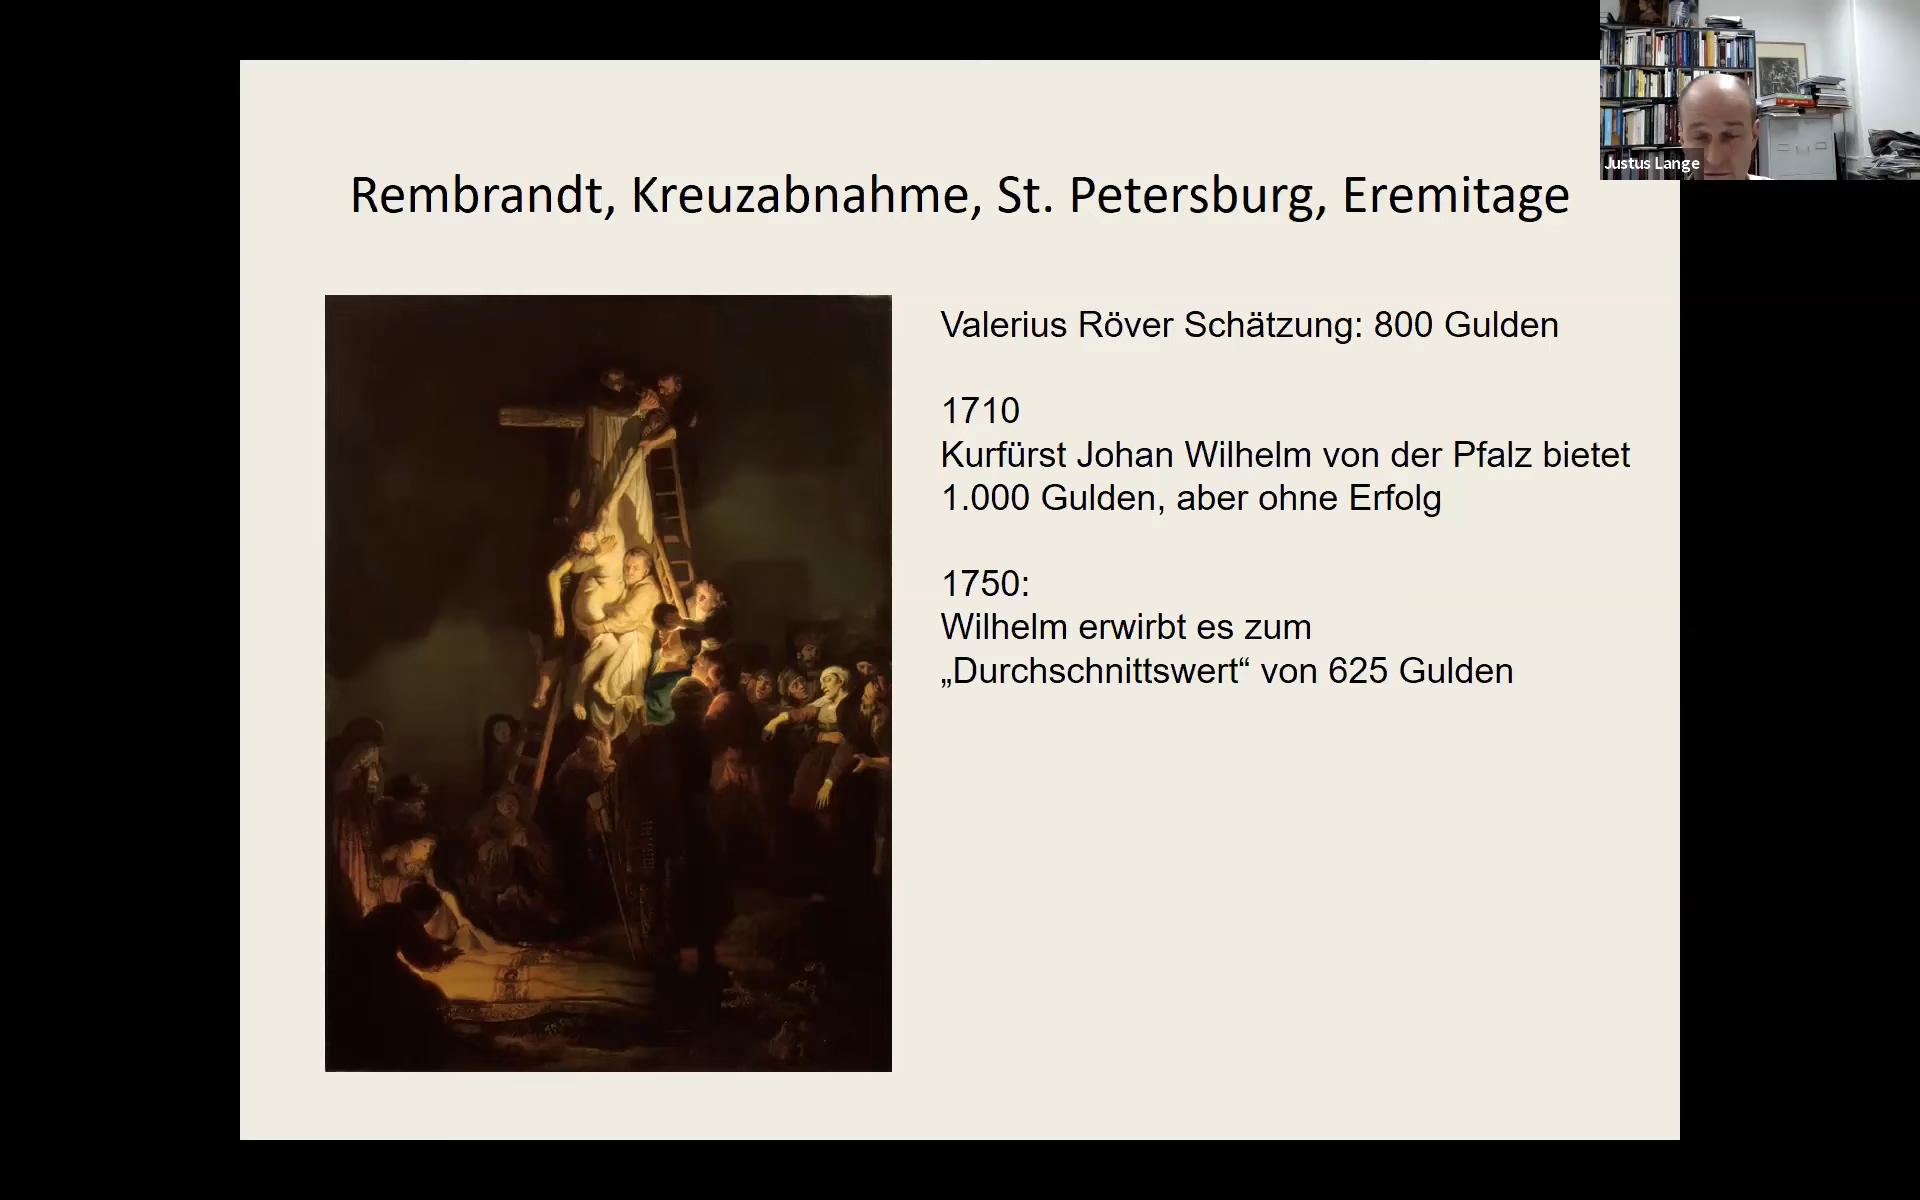 Justus Lange
Rembrandt, Kreuzabnahme, St. Petersburg, Eremitage
Valerius Röver Schätzung: 800 Gulden
1710
Kurfürst Johan Wilhelm von der Pfalz bietet
1.000 Gulden, aber ohne Erfolg
1750:
Wilhelm erwirbt es zum
„Durchschnittswert“ von 625 Gulden